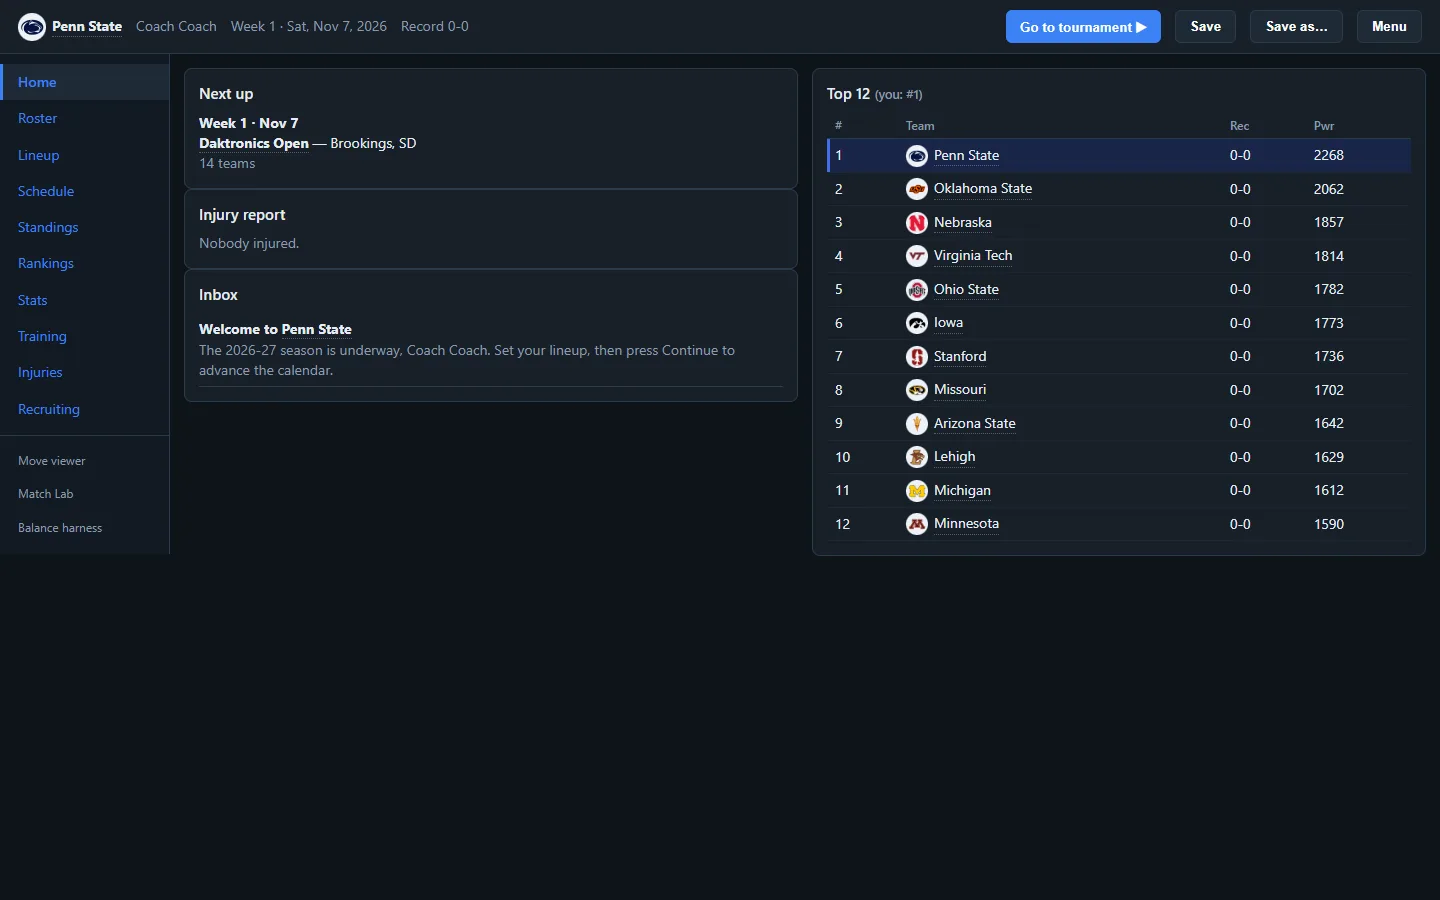 Penn State Coach Coach Week 1 · Sat, Nov 7, 2026 Record 0-0 Go to tournament ▶ Save Save as... Menu
Home
Roster
Lineup
Schedule
Standings
Rankings
Stats
Training
Injuries
Recruiting
Move viewer
Match Lab
Balance harness
Next up
Week 1 · Nov 7
Daktronics Open — Brookings, SD
14 teams
Injury report
Nobody injured.
Inbox
Welcome to Penn State
The 2026-27 season is underway, Coach Coach. Set your lineup, then press Continue to
advance the calendar.
Top 12 (you: #1)
# Team Rec Pwr
1 Penn State 0-0 2268
2 Oklahoma State 0-0 2062
3 Nebraska 0-0 1857
4 Virginia Tech 0-0 1814
5 Ohio State 0-0 1782
6 Iowa 0-0 1773
7 Stanford 0-0 1736
8 Missouri 0-0 1702
9 Arizona State 0-0 1642
10 Lehigh 0-0 1629
11 Michigan 0-0 1612
12 Minnesota 0-0 1590